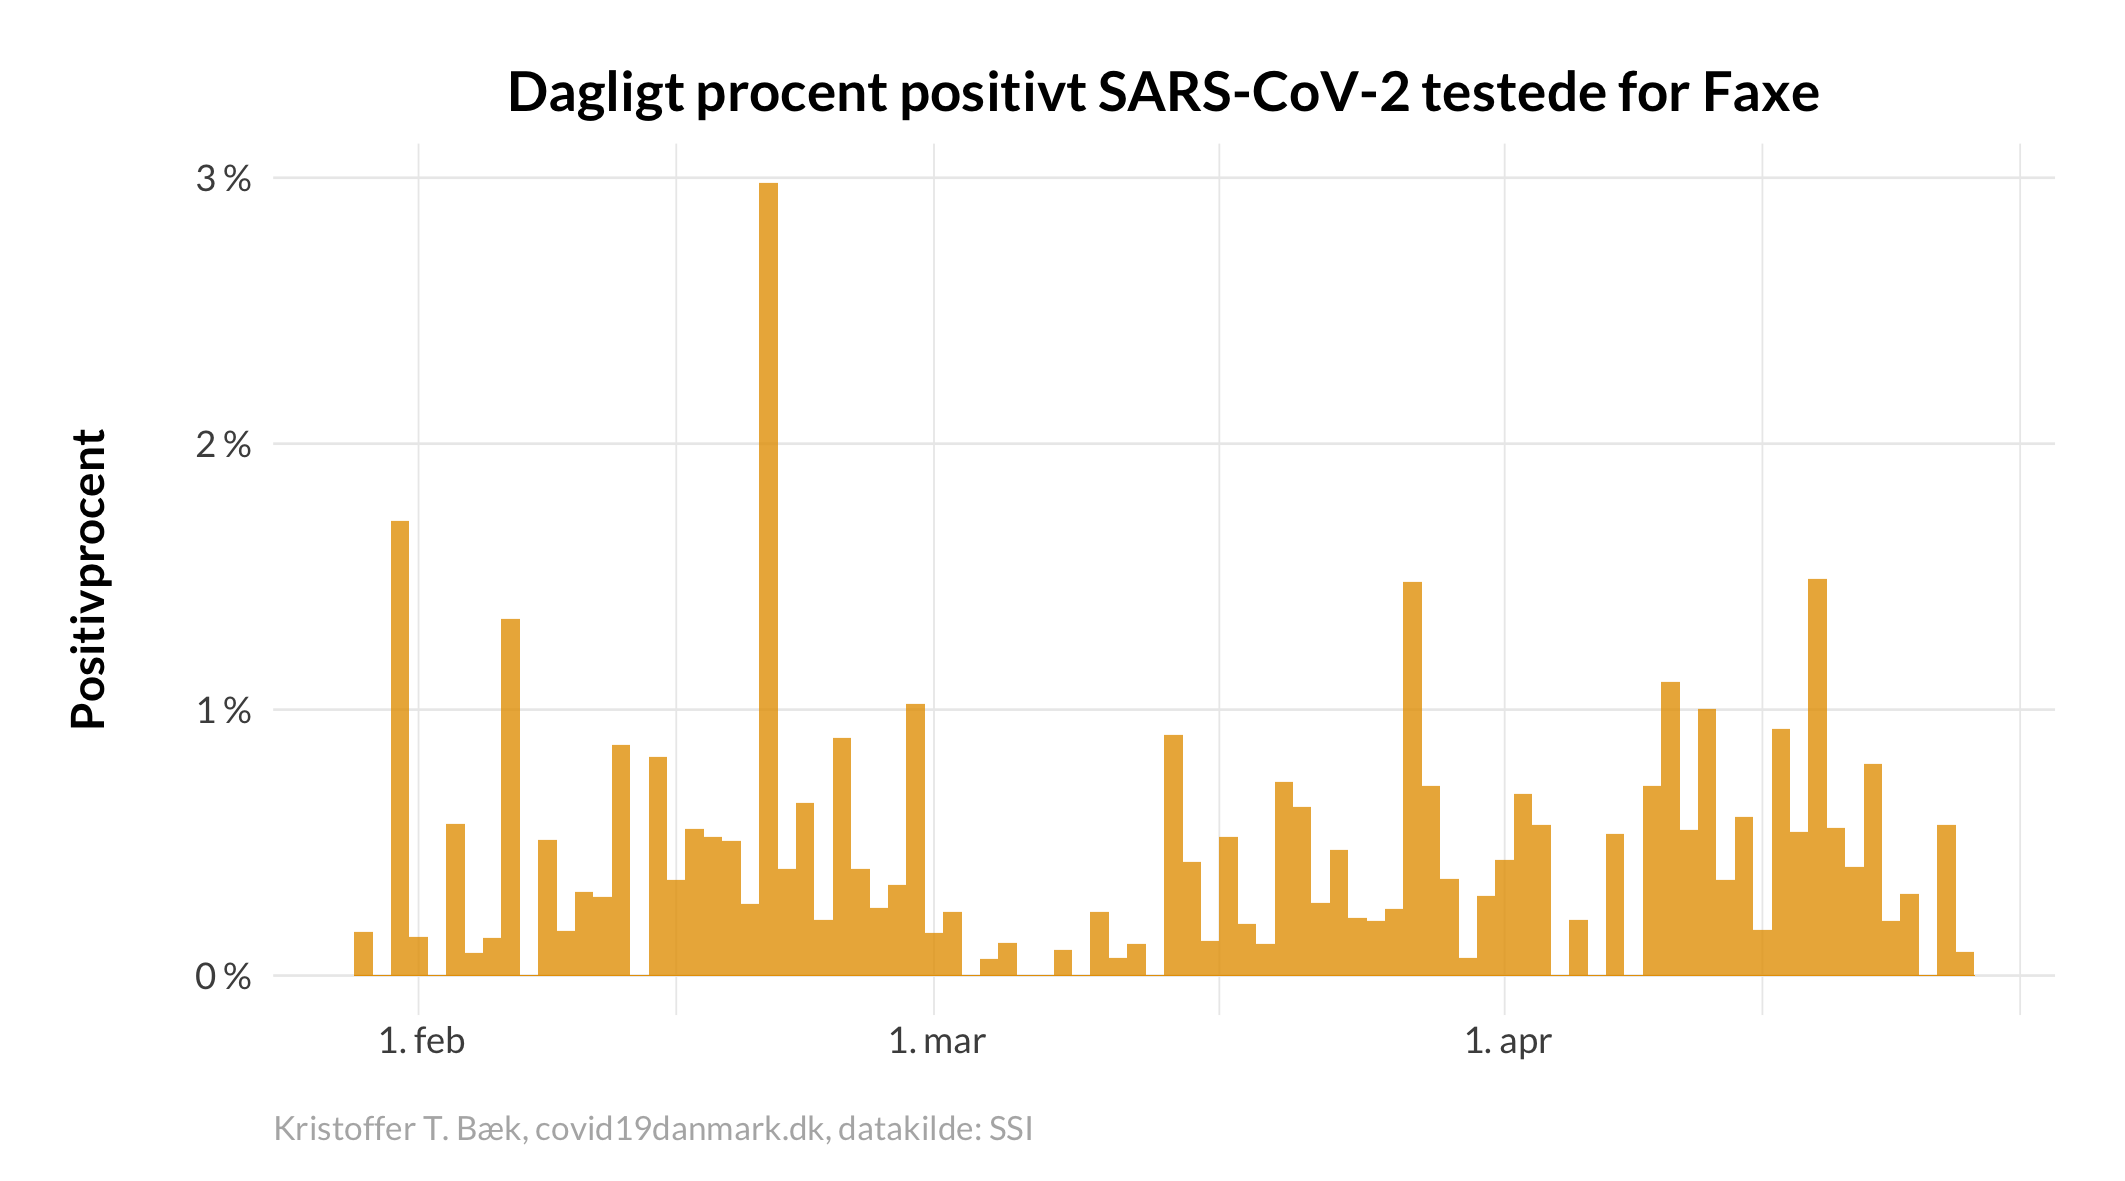 Dagligt procent positivt SARS-CoV-2 testede for Faxe
Positivprocent
3 %
2 %
1 %
0 %
1. feb
1. mar
1. apr
Kristoffer T. Bæk, covid19danmark.dk, datakilde: SSI